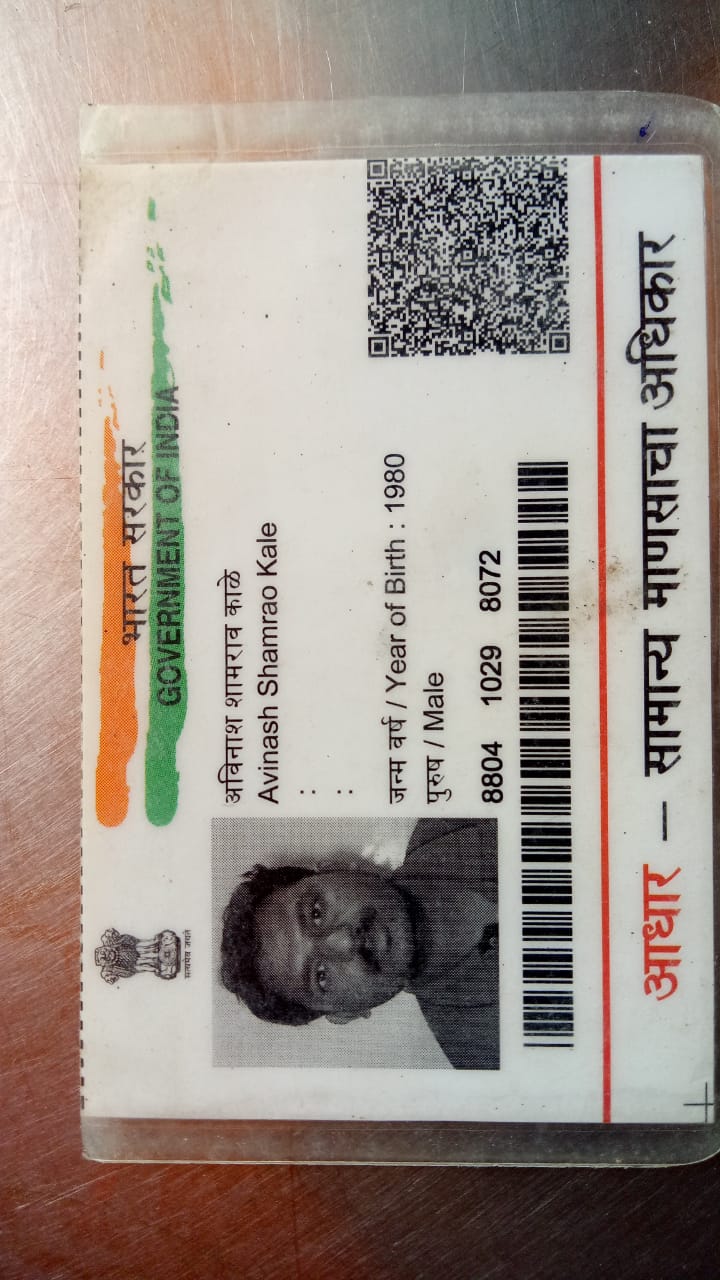 भारत सरकार
GOVERNMENT OF INDIA
सत्यमेव जयते
अविनाश शामराव काळे
Avinash Shamrao Kale
:
:
जन्म वर्ष / Year of Birth : 1980
पुरुष / Male
8804 1029 8072
आधार – सामान्य माणसाचा अधिकार